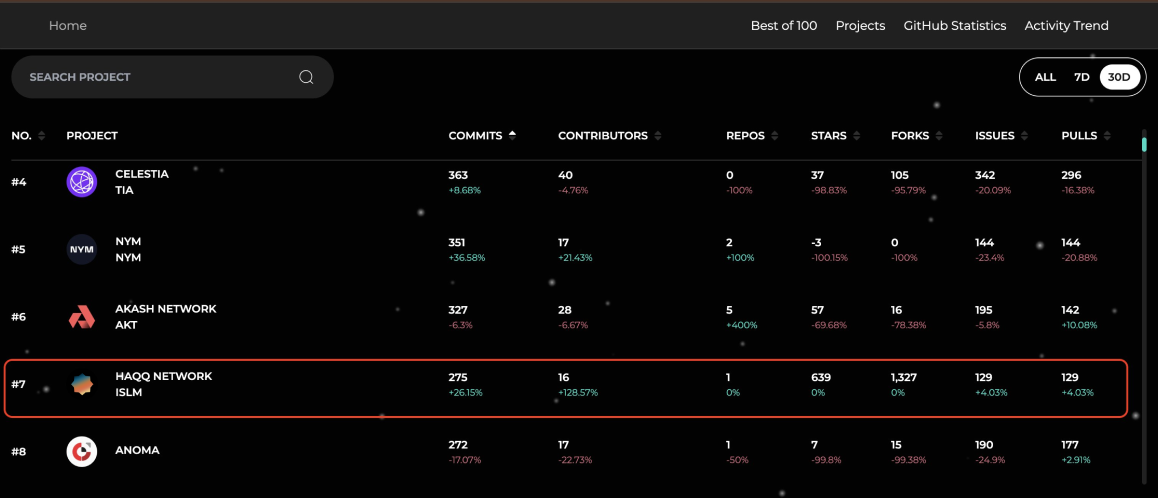 Home Best of 100 Projects GitHub Statistics Activity Trend
SEARCH PROJECT ALL 7D 30D
NO. PROJECT COMMITS CONTRIBUTORS REPOS STARS FORKS ISSUES PULLS
#4 CELESTIA 363 40 0 37 105 342 296
TIA +8.68% -4.76% -100% -98.83% -95.79% -20.09% -16.38%
#5 NYM NYM 351 17 2 -3 0 144 144
NYM +36.58% +21.43% +100% -100.15% -100% -23.4% -20.88%
#6 AKASH NETWORK 327 28 5 57 16 195 142
AKT -6.3% -6.67% +400% -69.68% -78.38% -5.8% +10.08%
#7 HAQQ NETWORK 275 16 1 639 1,327 129 129
ISLM +26.15% +128.57% 0% 0% 0% +4.03% +4.03%
#8 ANOMA 272 17 1 7 15 190 177
-17.07% -22.73% -50% -99.8% -99.38% -24.9% +2.91%